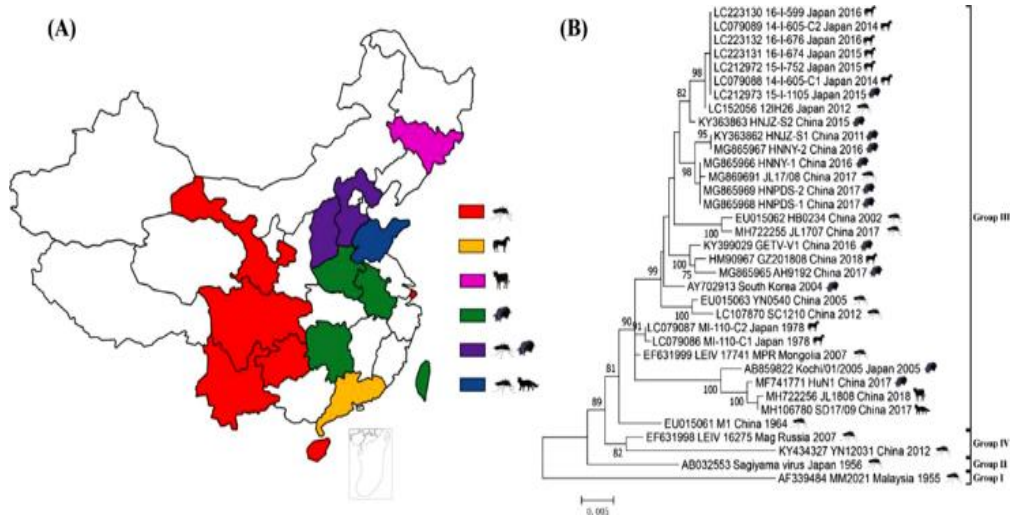 (A)
(B)
LC223130 16-I-599 Japan 2016
LC079089 14-I-605-C2 Japan 2014
LC223132 16-I-676 Japan 2016
LC223131 16-I-674 Japan 2015
LC212972 15-I-752 Japan 2015
LC079088 14-I-605-C1 Japan 2014
98
LC212973 15-I-1105 Japan 2015
82
LC152056 12IH26 Japan 2012
KY363863 HNJZ-S2 China 2015
95
KY363862 HNJZ-S1 China 2011
MG865967 HNNY-2 China 2016
MG865966 HNNY-1 China 2016
98
MG869691 JL17/08 China 2017
MG865969 HNPDS-2 China 2017
MG865968 HNPDS-1 China 2017
EU015062 HB0234 China 2002
Group III
100
MH722255 JL1707 China 2017
KY399029 GETV-V1 China 2016
100
HM90967 GZ201808 China 2018
75
MG865965 AH9192 China 2017
99
AY702913 South Korea 2004
EU015063 YN0540 China 2005
100
LC107870 SC1210 China 2012
90
91
LC079087 MI-110-C2 Japan 1978
LC079086 MI-110-C1 Japan 1978
EF631999 LEIV 17741 MPR Mongolia 2007
81
AB859822 Kochi/01/2005 Japan 2005
100
MF741771 HuN1 China 2017
100
MH722256 JL1808 China 2018
MH106780 SD17/09 China 2017
89
EU015061 M1 China 1964
EF631998 LEIV 16275 Mag Russia 2007
Group IV
82
KY434327 YN12031 China 2012
AB032553 Sagiyama virus Japan 1956
Group II
AF339484 MM2021 Malaysia 1955
Group I
0.005